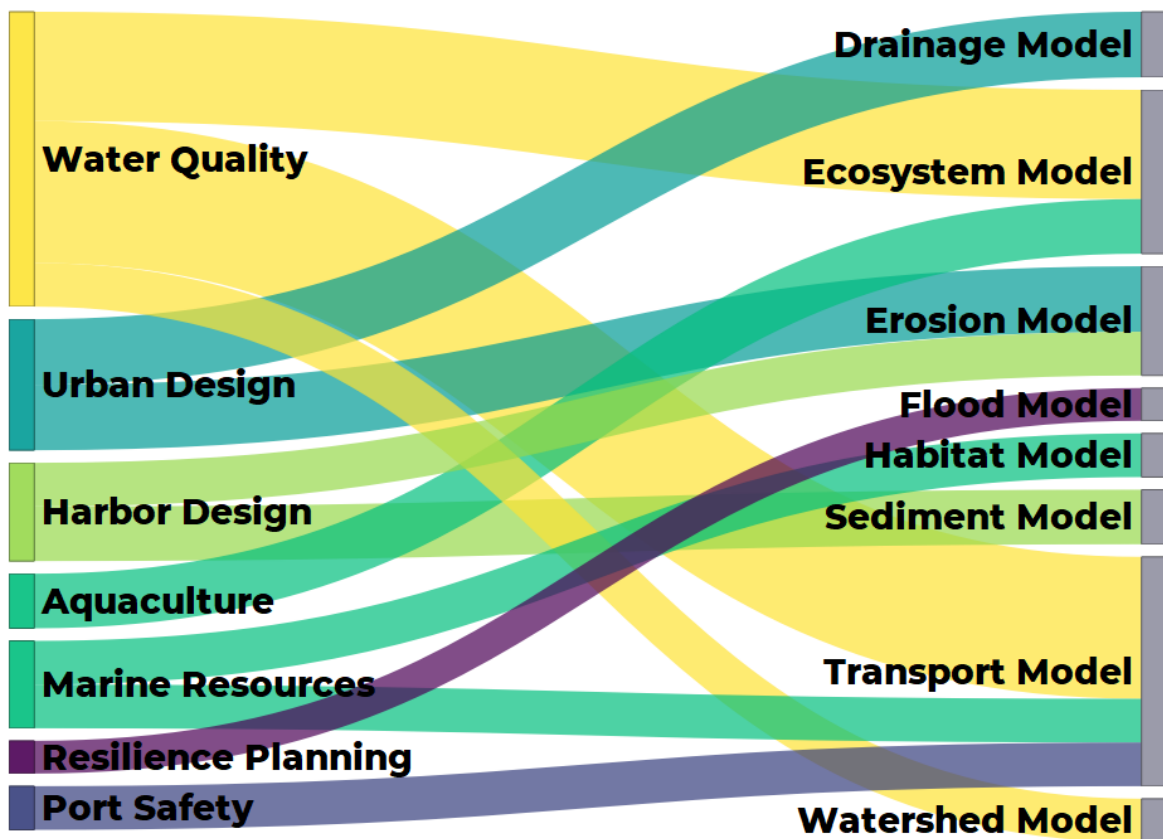 Water Quality
Urban Design
Harbor Design
Aquaculture
Marine Resources
Resilience Planning
Port Safety
Drainage Model
Ecosystem Model
Erosion Model
Flood Model
Habitat Model
Sediment Model
Transport Model
Watershed Model